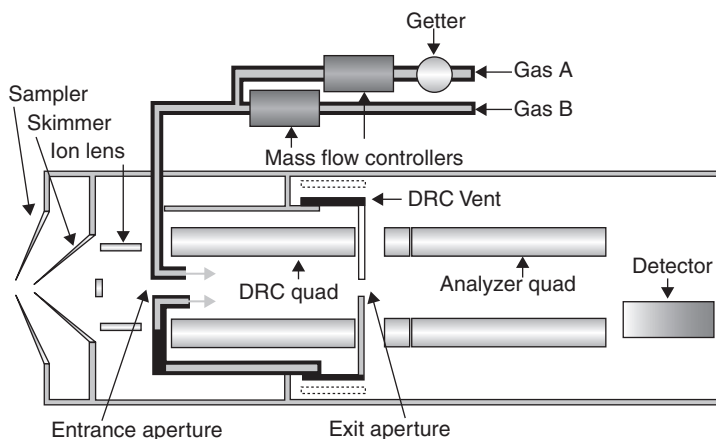 Getter
Gas A
Gas B
Sampler
Skimmer
Ion lens
Mass flow controllers
DRC Vent
DRC quad
Analyzer quad
Detector
Entrance aperture
Exit aperture